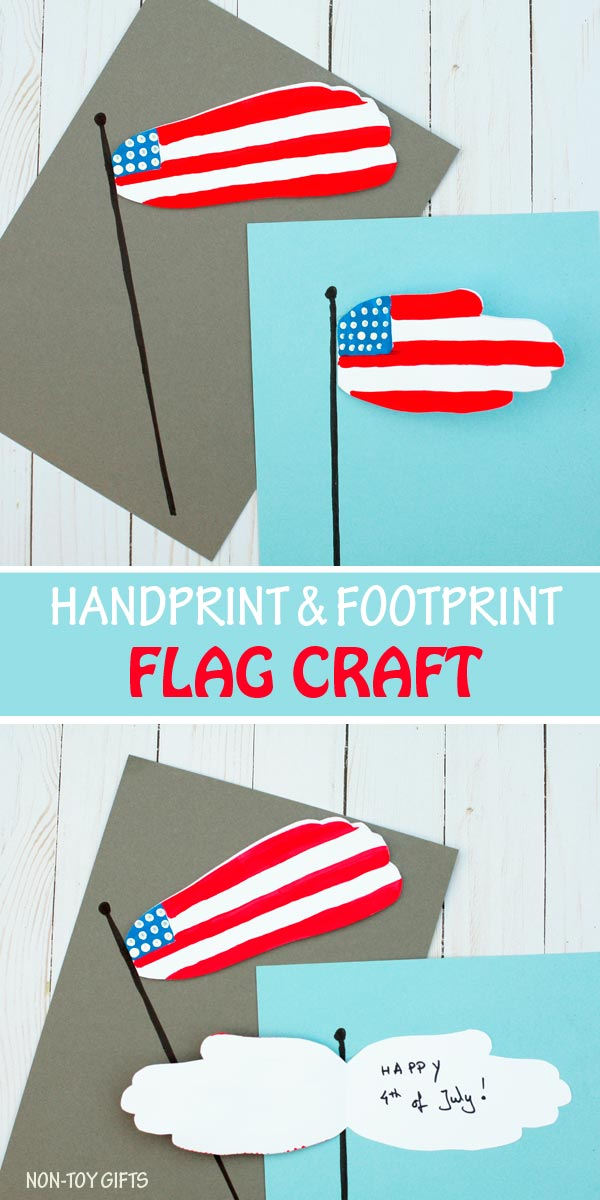 HANDPRINT & FOOTPRINT
FLAG CRAFT
HAPPY
4th of July!
NON-TOY GIFTS